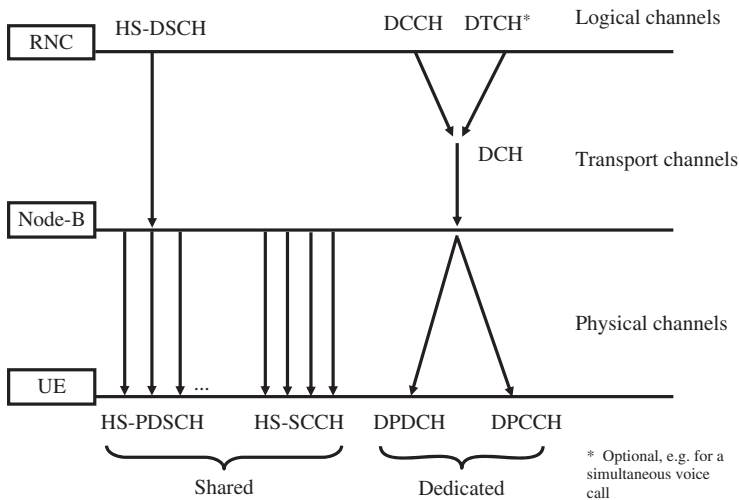 Logical channels
HS-DSCH
DCCH
DTCH*
RNC
DCH
Transport channels
Node-B
Physical channels
UE
...
HS-PDSCH
HS-SCCH
DPDCH
DPCCH
Shared
Dedicated
* Optional, e.g. for a
simultaneous voice
call